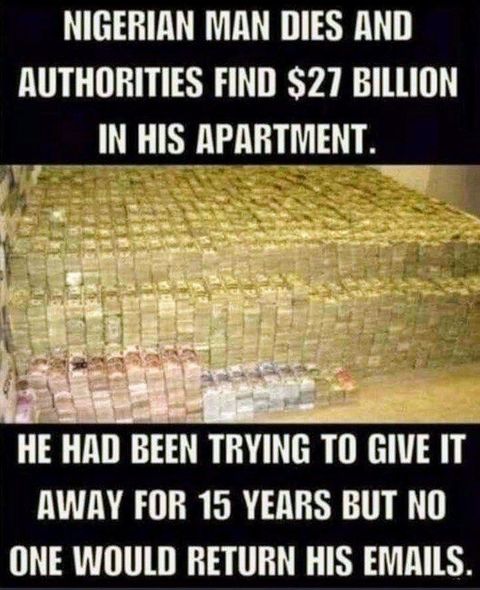 NIGERIAN MAN DIES AND
AUTHORITIES FIND $27 BILLION
IN HIS APARTMENT.
HE HAD BEEN TRYING TO GIVE IT
AWAY FOR 15 YEARS BUT NO
ONE WOULD RETURN HIS EMAILS.